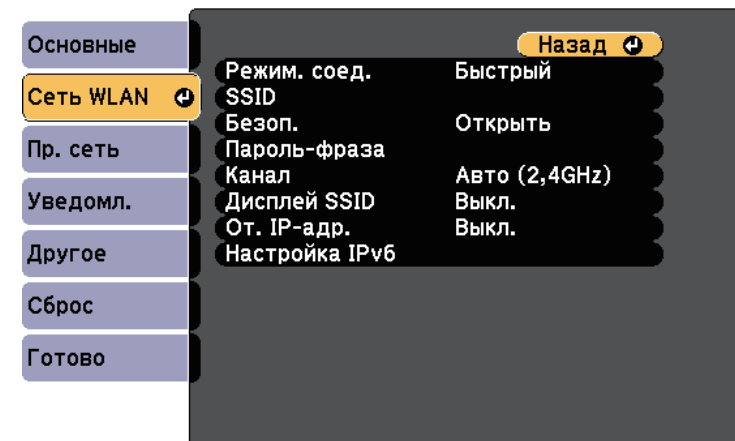 Основные
Сеть WLAN
Пр. сеть
Уведомл.
Другое
Сброс
Готово
Назад
Режим. соед. Быстрый
SSID
Безоп. Открыть
Пароль-фраза
Канал Авто (2,4GHz)
Дисплей SSID Выкл.
От. IP-адр. Выкл.
Настройка IPv6